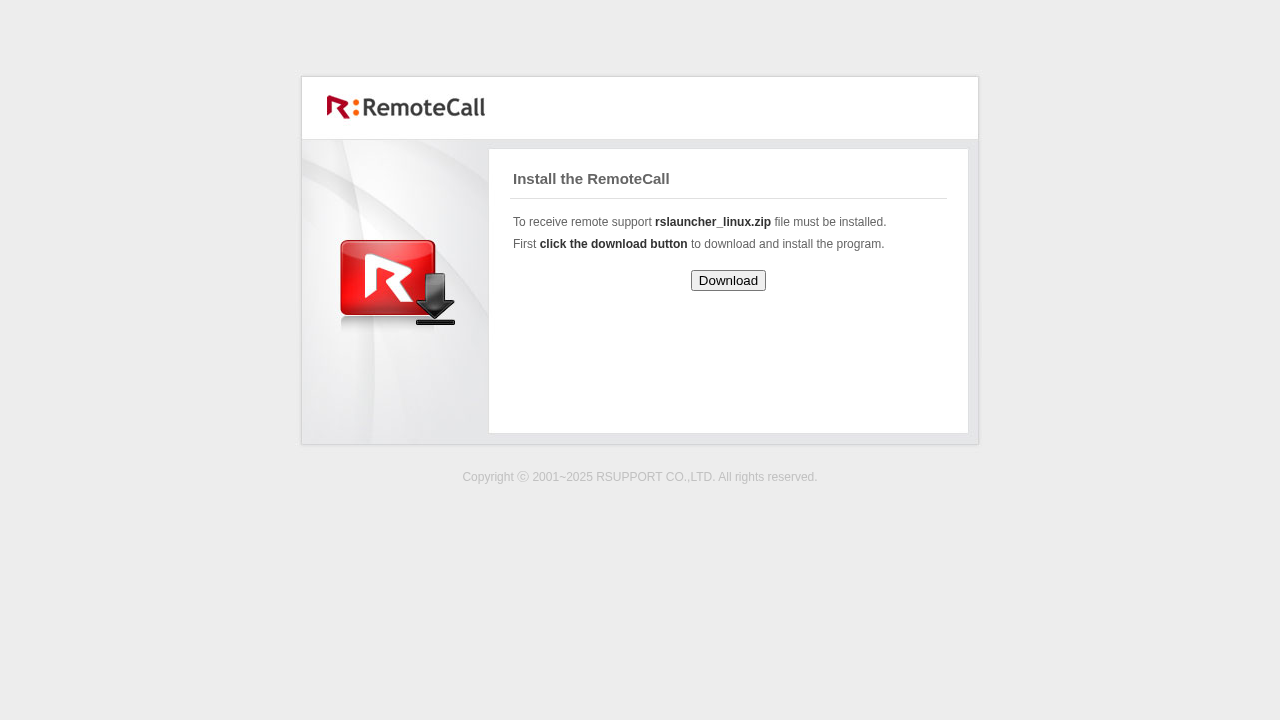 R:RemoteCall
Install the RemoteCall
To receive remote support rslauncher_linux.zip file must be installed.
First click the download button to download and install the program.
Download
Copyright ⓒ 2001~2025 RSUPPORT CO.,LTD. All rights reserved.